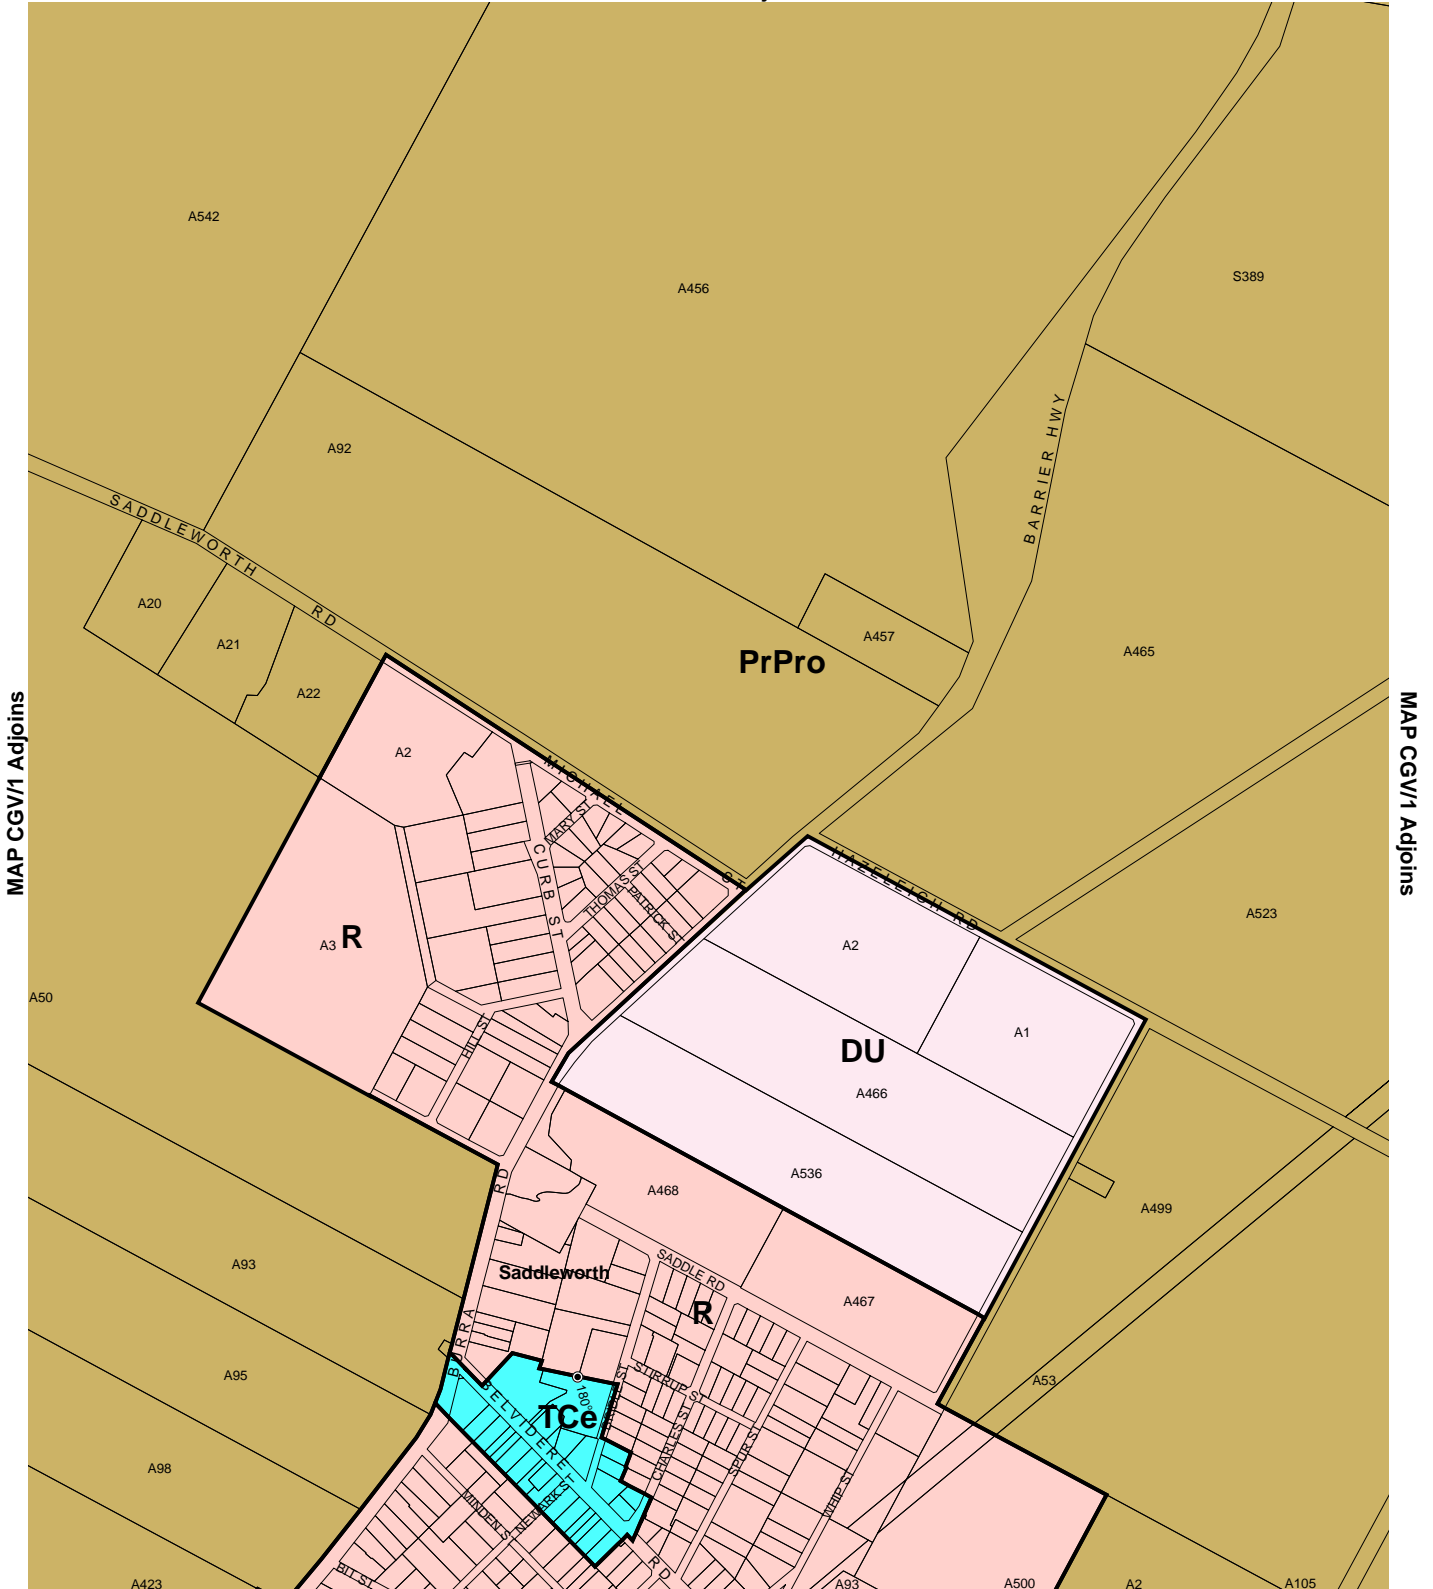 A542
A456
S389
BARRIER HWY
A92
SADDLEWORTH RD
A20
A21
A22
A457
PrPro
A465
MAP CGV/1 Adjoins
MAP CGV/1 Adjoins
A2
MICHAEL ST
MARY ST
CURB ST
THOMAS ST
PATRICK ST
HAZELEIGH RD
A523
A3
R
A2
A50
A1
DU
HILL ST
A466
A536
A468
RD
A499
A93
Saddleworth
SADDLE RD
R
A467
BURRA
A95
A53
STIRRUP ST
180°
BELVIDERE
TCe
CHARLES ST
SPUR ST
WHIP ST
A98
MINDEN S
NEWARK S
RD
BIT ST
A423
A93
A500
A2
A105